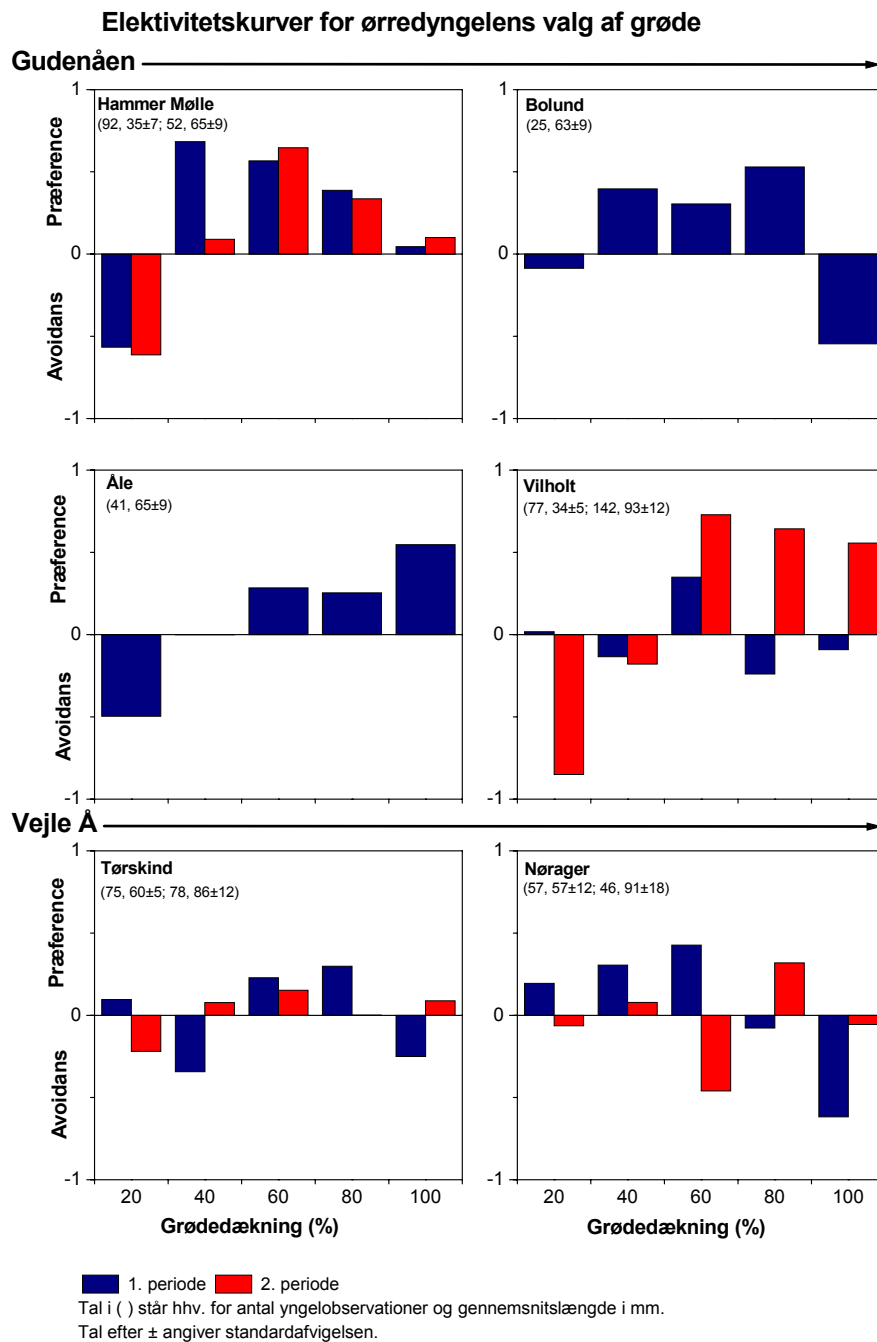 Elektivitetskurver for ørredyngelens valg af grøde
Gudenåen
Hammer Mølle
(92, 35±7; 52, 65±9)
Bolund
(25, 63±9)
1
0
-1
Præference
Avoidans
1
0
-1
Åle
(41, 65±9)
Vilholt
(77, 34±5; 142, 93±12)
1
0
-1
Præference
Avoidans
1
0
-1
Vejle Å
Tørskind
(75, 60±5; 78, 86±12)
Nørager
(57, 57±12; 46, 91±18)
1
0
-1
Præference
Avoidans
1
0
-1
20 40 60 80 100
20 40 60 80 100
Grødedækning (%)
Grødedækning (%)
1. periode 2. periode
Tal i ( ) står hhv. for antal yngelobservationer og gennemsnitslængde i mm.
Tal efter ± angiver standardafvigelsen.